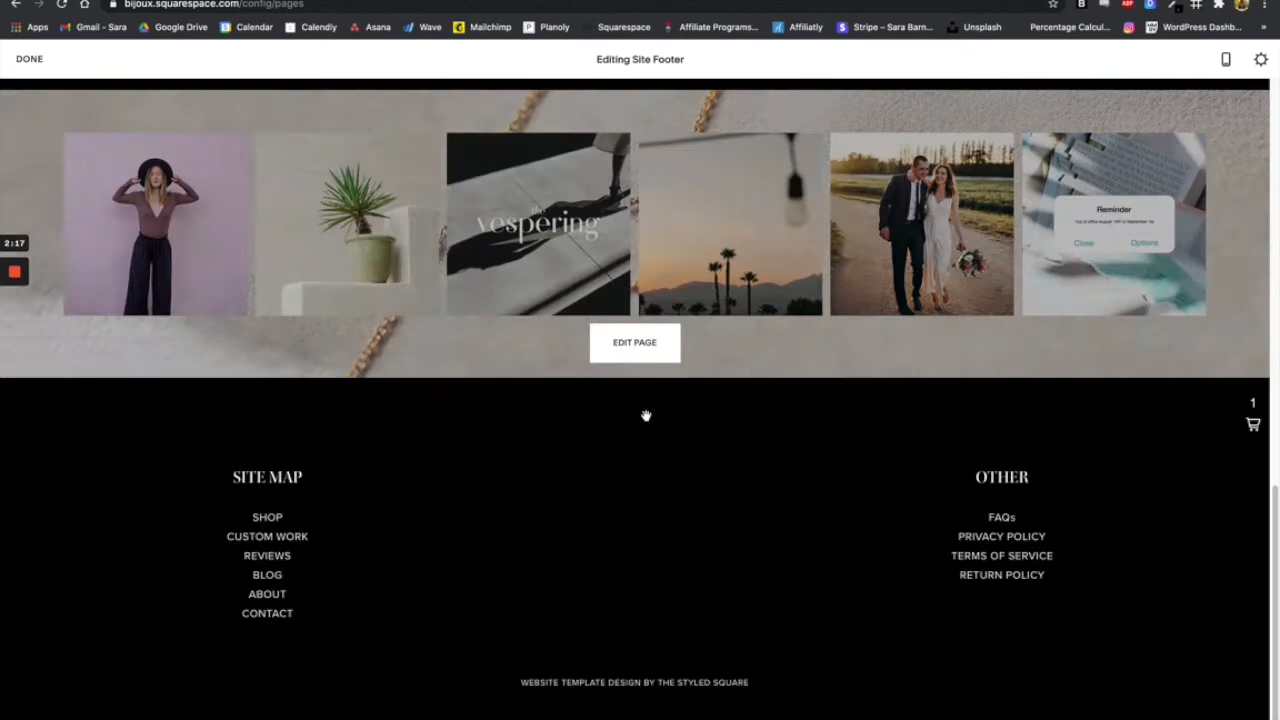 bijoux.squarespace.com/config/pages
Apps Gmail – Sara Google Drive Calendar Calendly Asana Wave Mailchimp Planoly Squarespace Affiliate Programs... Affiliatly Stripe – Sara Barn... Unsplash Percentage Calcul... WordPress Dashb... »
DONE
Editing Site Footer
2:17
the
vespering
Reminder
Close Options
EDIT PAGE
1
SITE MAP
SHOP
CUSTOM WORK
REVIEWS
BLOG
ABOUT
CONTACT
OTHER
FAQs
PRIVACY POLICY
TERMS OF SERVICE
RETURN POLICY
WEBSITE TEMPLATE DESIGN BY THE STYLED SQUARE